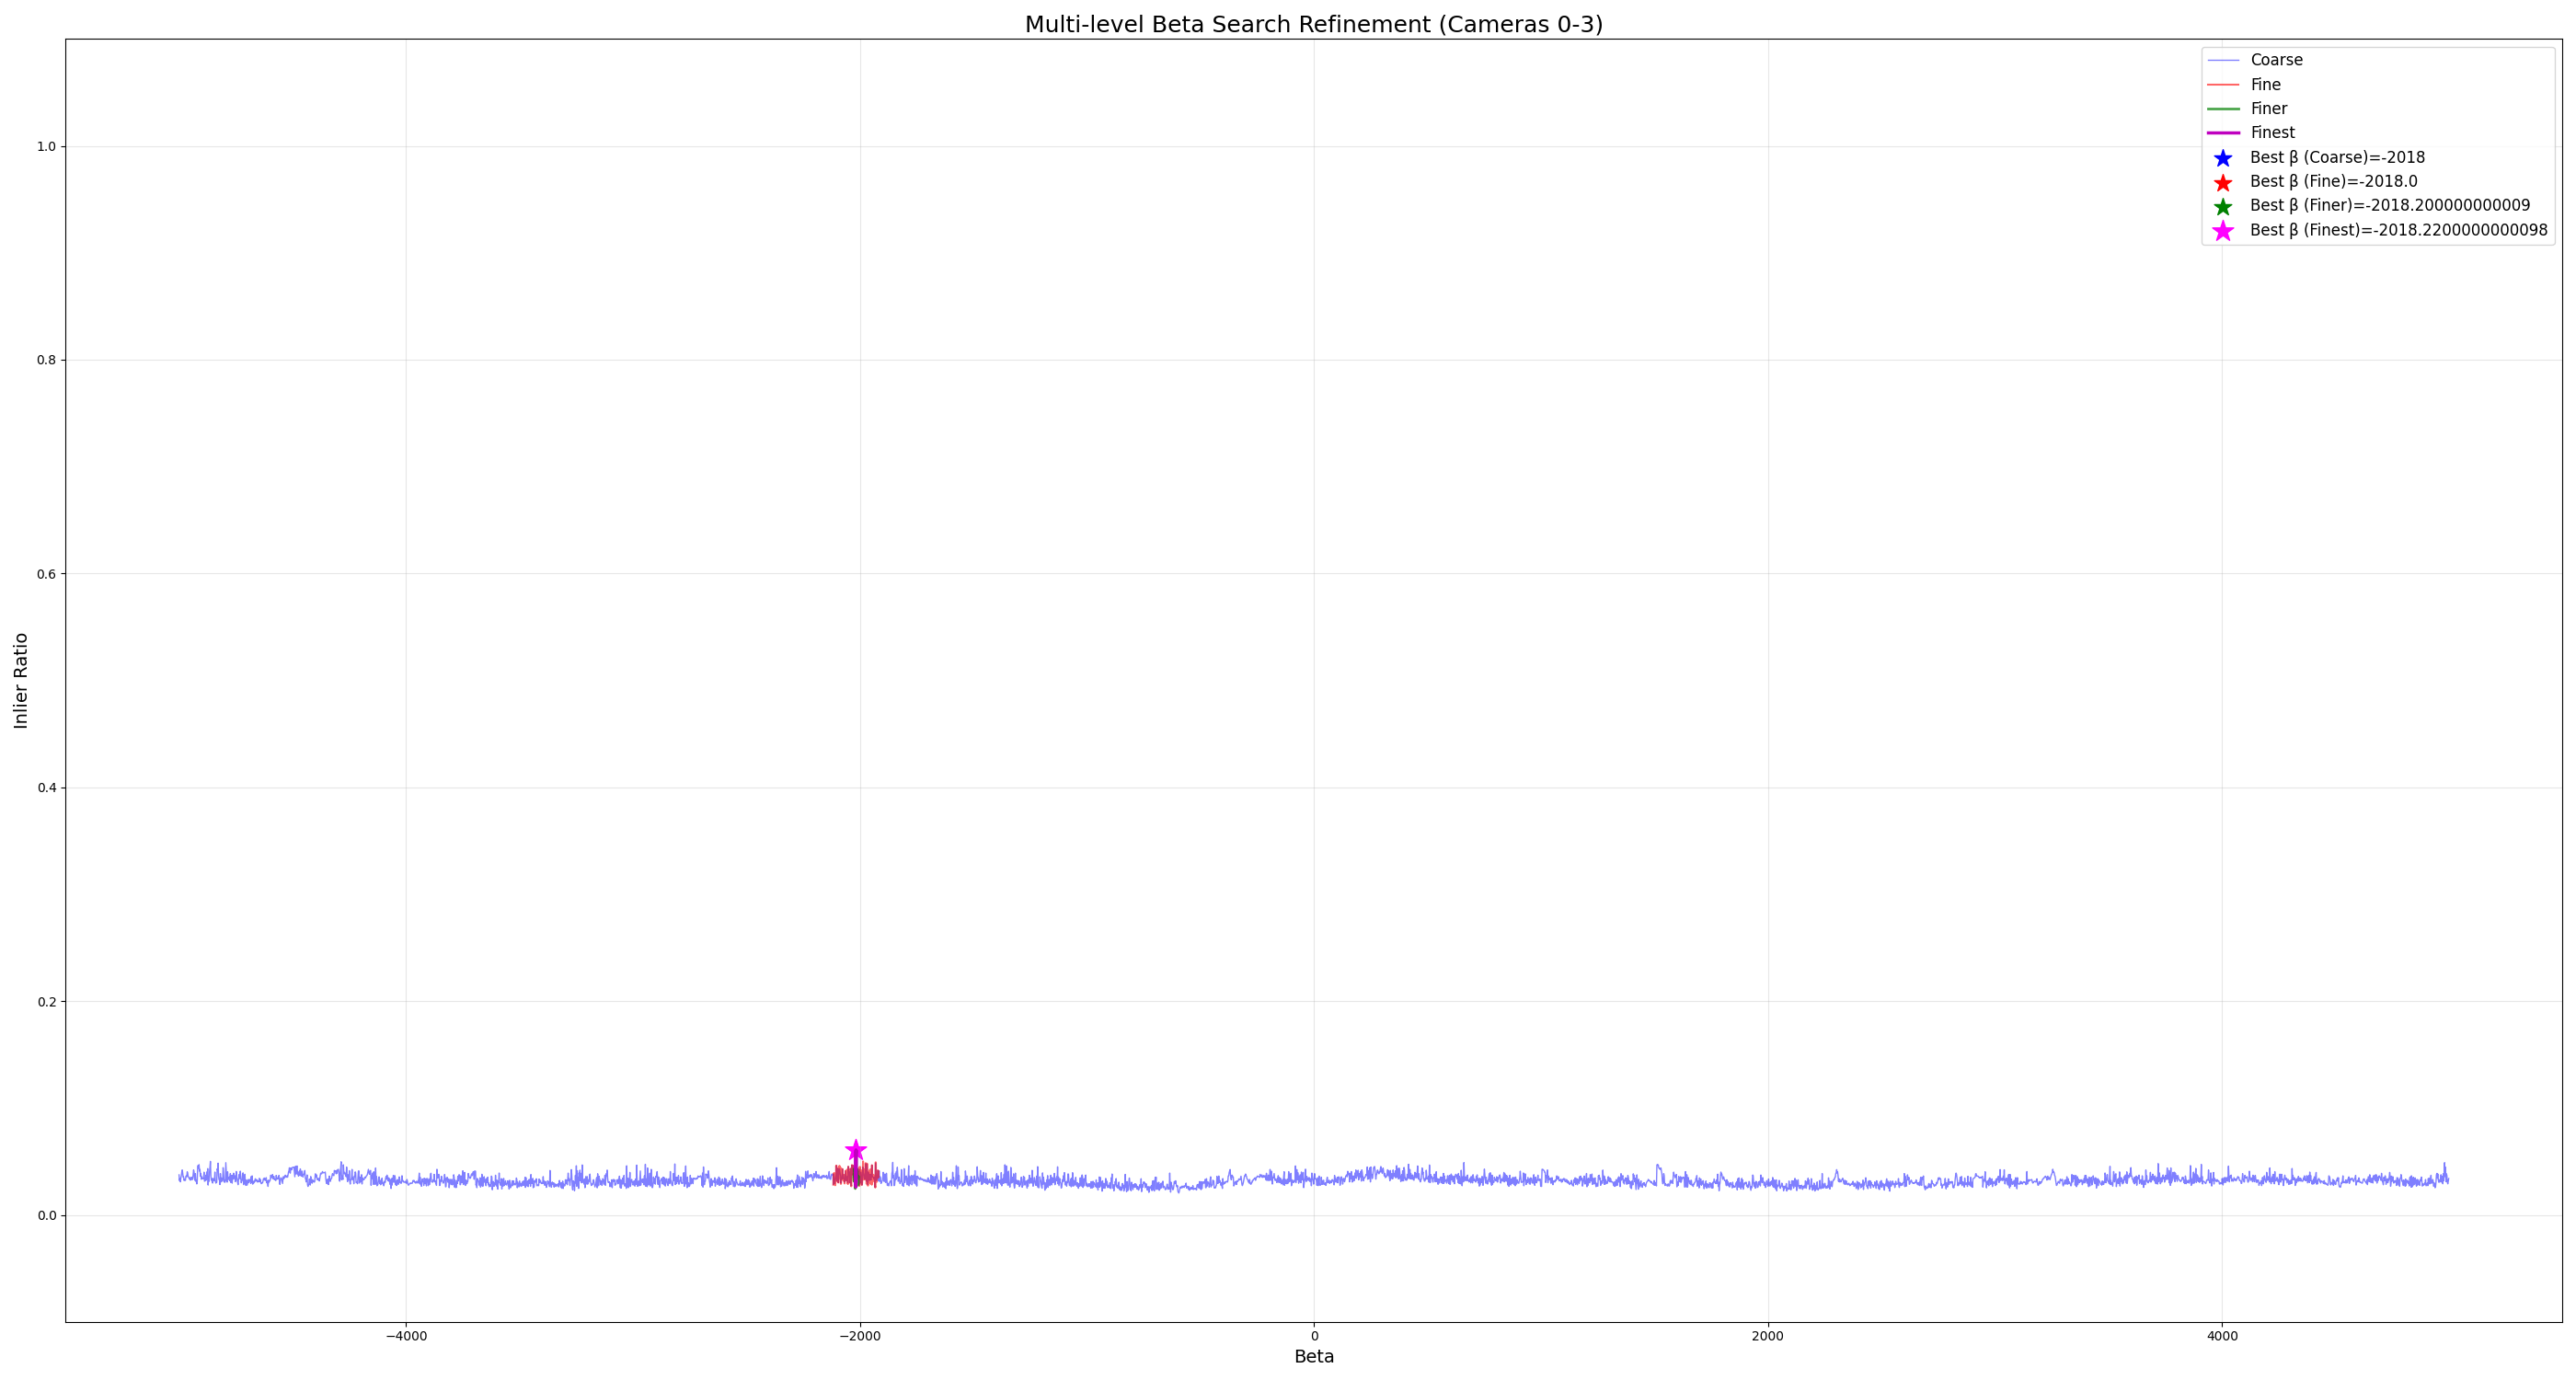 Multi-level Beta Search Refinement (Cameras 0-3)
Coarse
Fine
Finer
Finest
Best β (Coarse)=-2018
Best β (Fine)=-2018.0
Best β (Finer)=-2018.200000000009
Best β (Finest)=-2018.2200000000098
Inlier Ratio
1.0
0.8
0.6
0.4
0.2
0.0
−4000 −2000 0 2000 4000
Beta